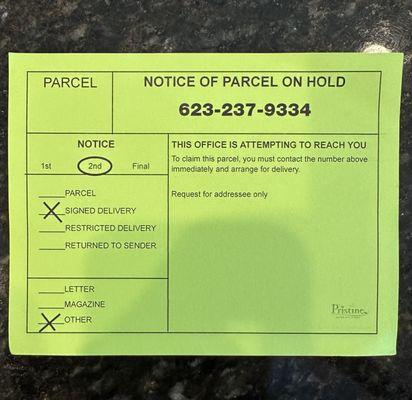 PARCEL
NOTICE OF PARCEL ON HOLD
623-237-9334
NOTICE
1st 2nd Final
THIS OFFICE IS ATTEMPTING TO REACH YOU
To claim this parcel, you must contact the number above
immediately and arrange for delivery.
Request for addressee only
PARCEL
SIGNED DELIVERY
RESTRICTED DELIVERY
RETURNED TO SENDER
LETTER
MAGAZINE
OTHER
Pristine